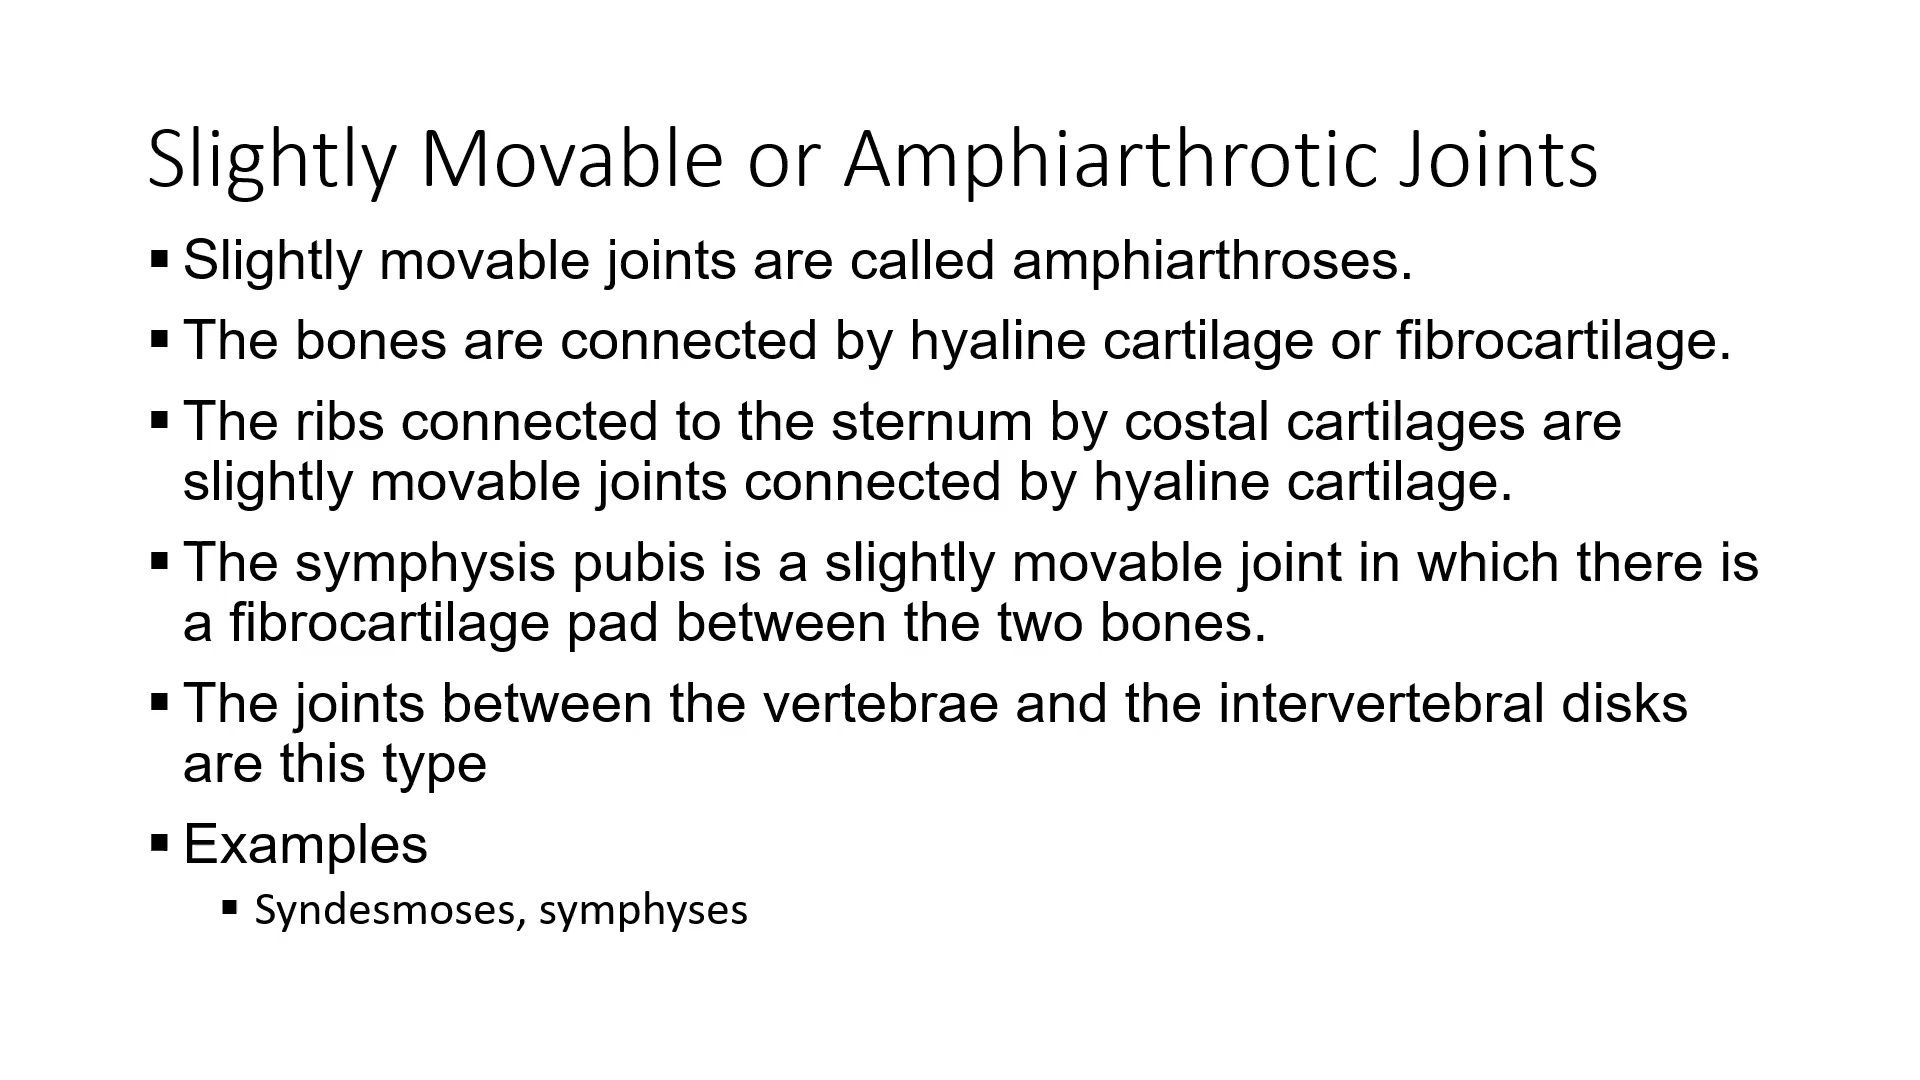 Slightly Movable or Amphiarthrotic Joints
▪ Slightly movable joints are called amphiarthroses.
▪ The bones are connected by hyaline cartilage or fibrocartilage.
▪ The ribs connected to the sternum by costal cartilages are
slightly movable joints connected by hyaline cartilage.
▪ The symphysis pubis is a slightly movable joint in which there is
a fibrocartilage pad between the two bones.
▪ The joints between the vertebrae and the intervertebral disks
are this type
▪ Examples
▪ Syndesmoses, symphyses